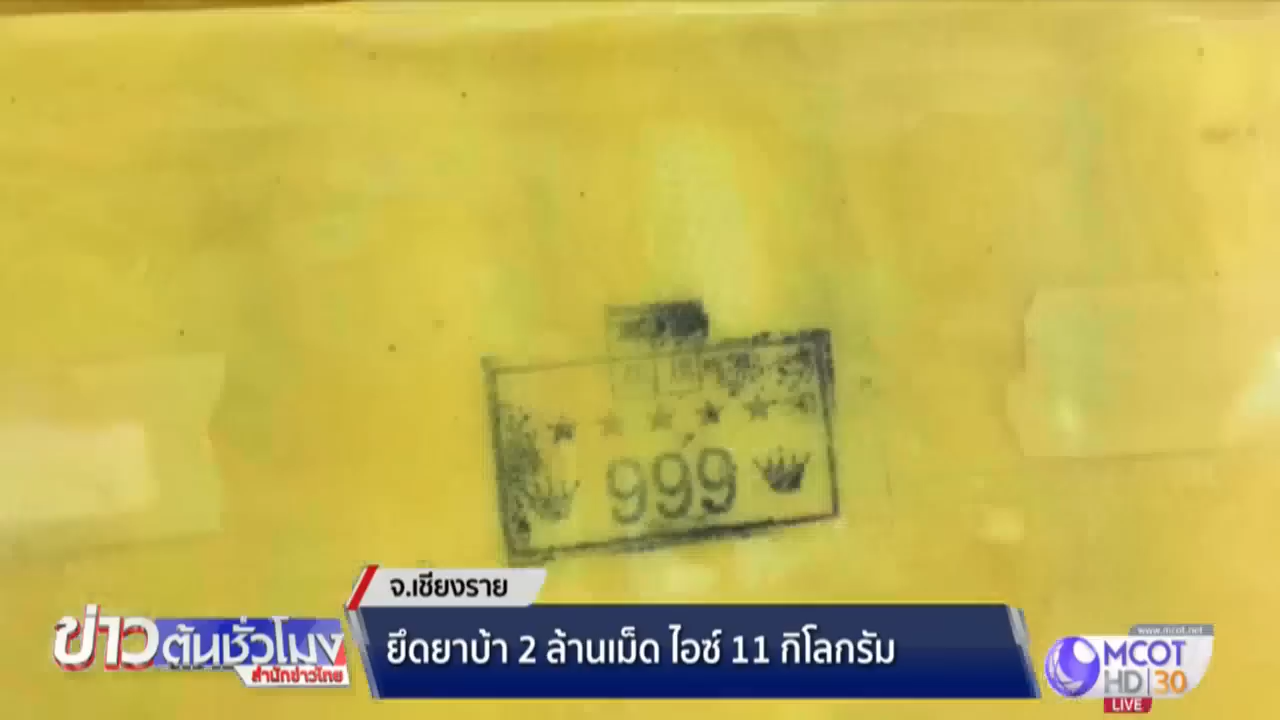 999
จ.เชียงราย
ข่าวต้นชั่วโมง
สำนักข่าวไทย
ยึดยาบ้า 2 ล้านเม็ด ไอซ์ 11 กิโลกรัม
www.mcot.net
MCOT
HD 30
LIVE